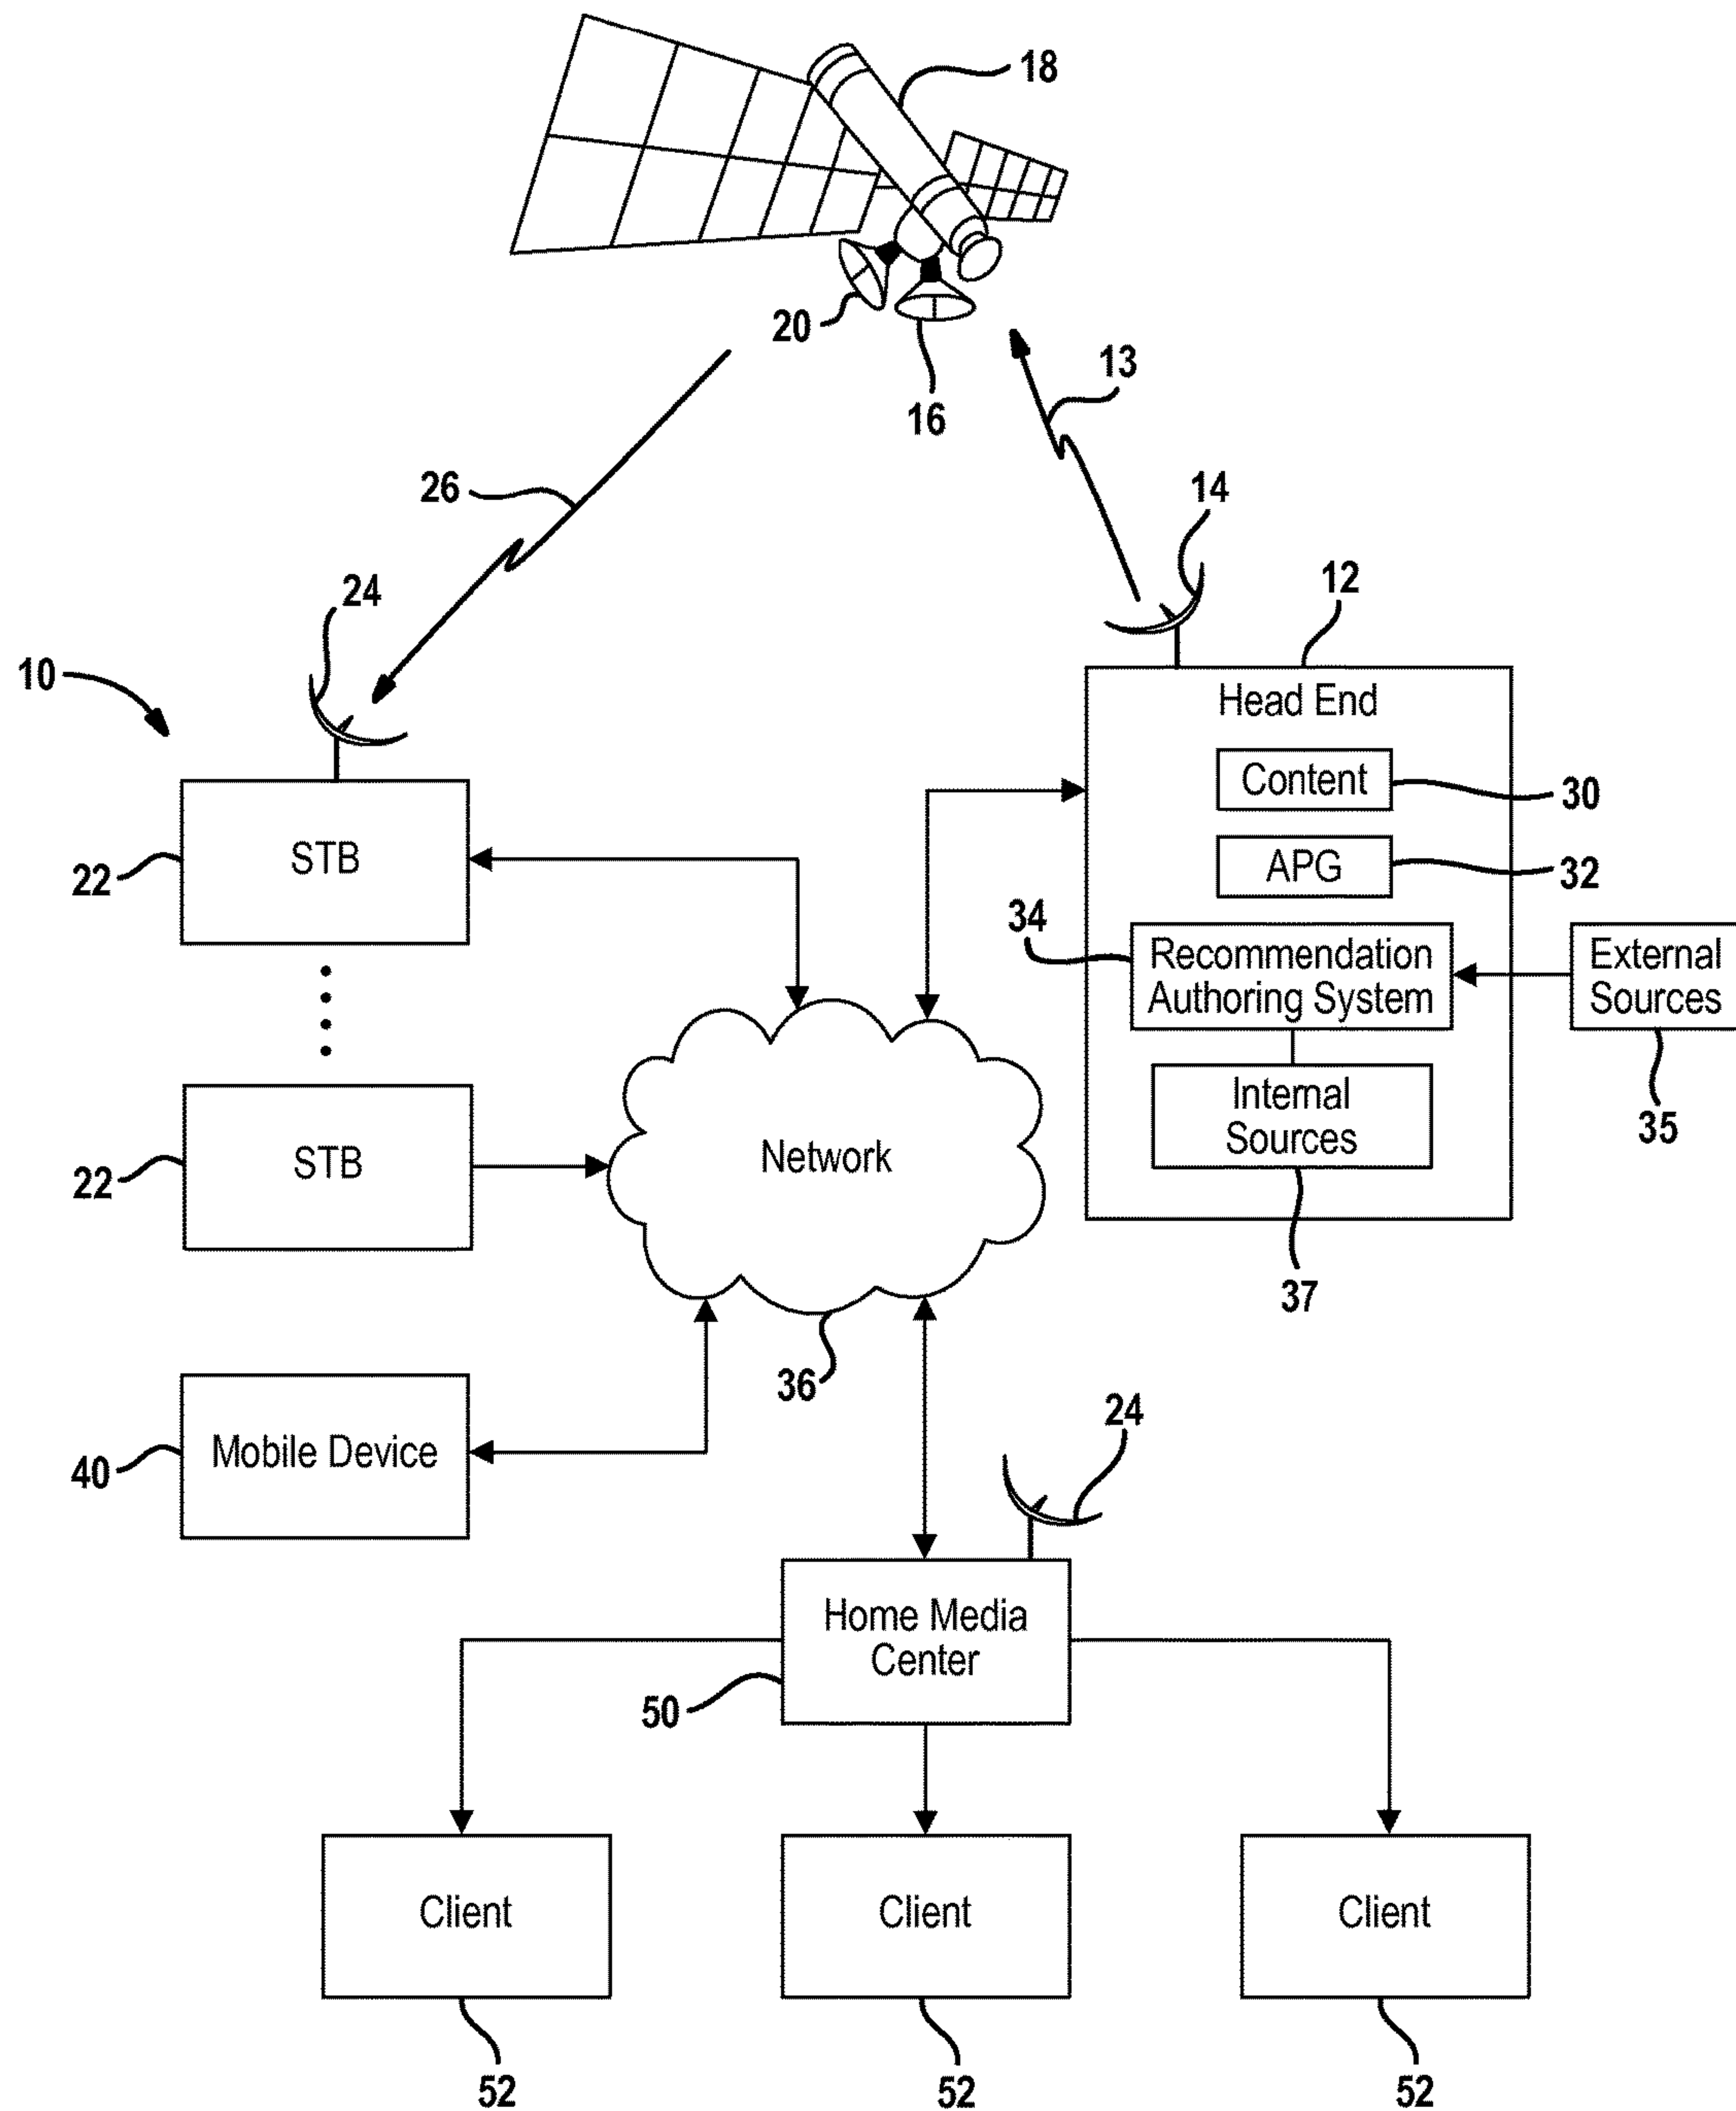 18
20
16
13
26
14
24
12
10
Head End
Content
30
STB
22
APG
32
34
Recommendation
Authoring System
External
Sources
Internal
Sources
35
STB
22
Network
37
36
24
Mobile Device
40
Home Media
Center
50
Client
Client
Client
52
52
52